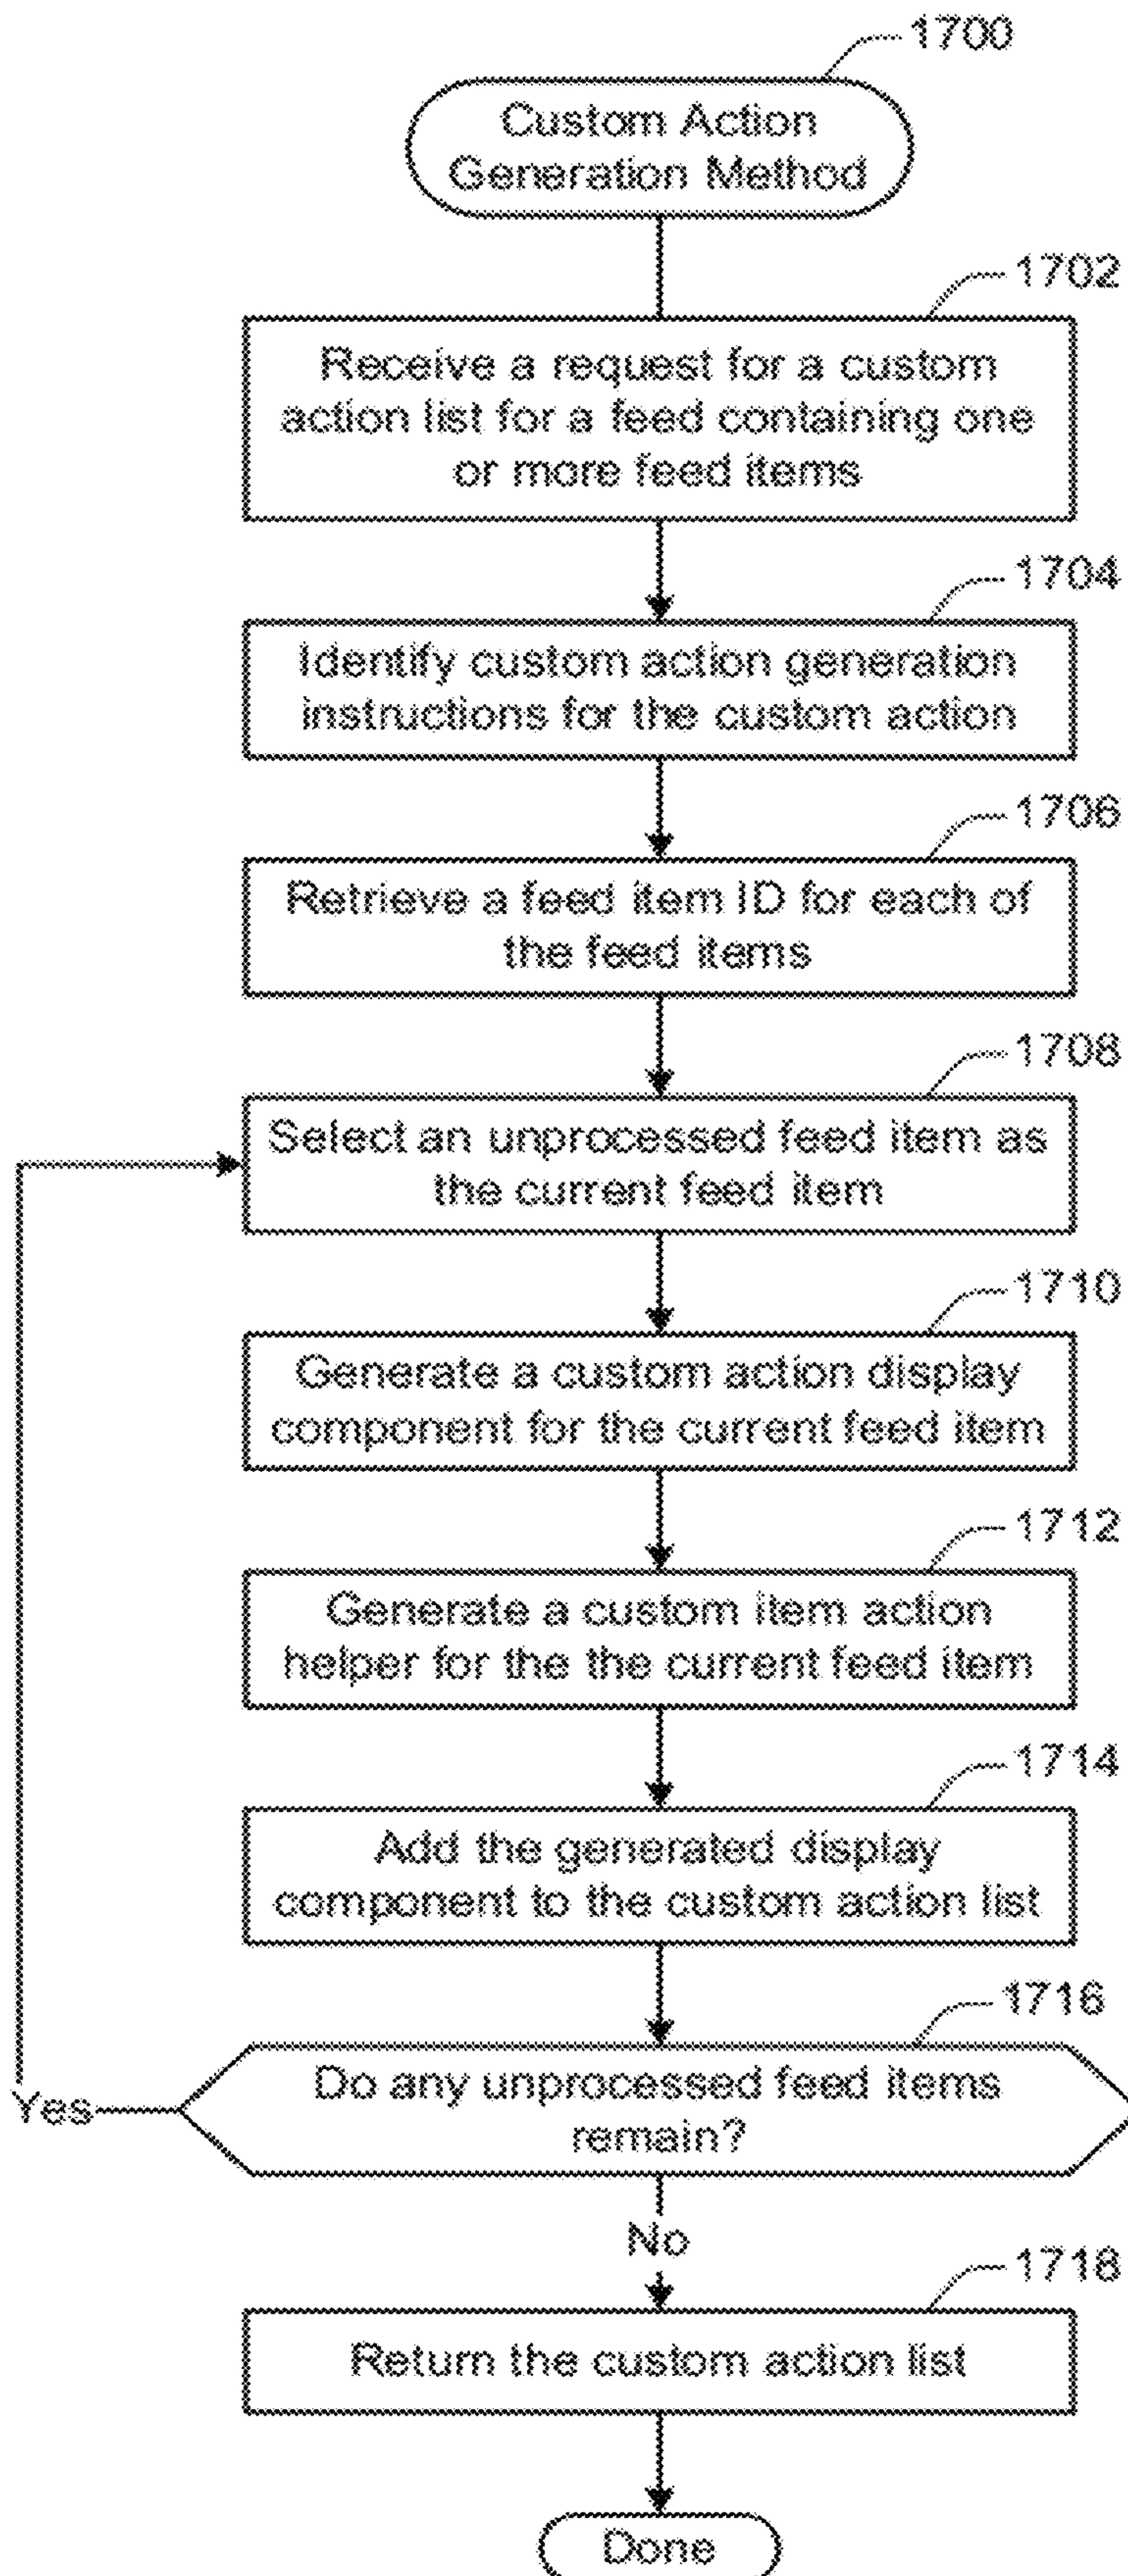 1700
Custom Action
Generation Method
1702
Receive a request for a custom
action list for a feed containing one
or more feed items
1704
Identify custom action generation
instructions for the custom action
1706
Retrieve a feed item ID for each of
the feed items
1708
Select an unprocessed feed item as
the current feed item
1710
Generate a custom action display
component for the current feed item
1712
Generate a custom item action
helper for the the current feed item
1714
Add the generated display
component to the custom action list
1716
Do any unprocessed feed items
remain?
Yes
No
1718
Return the custom action list
Done